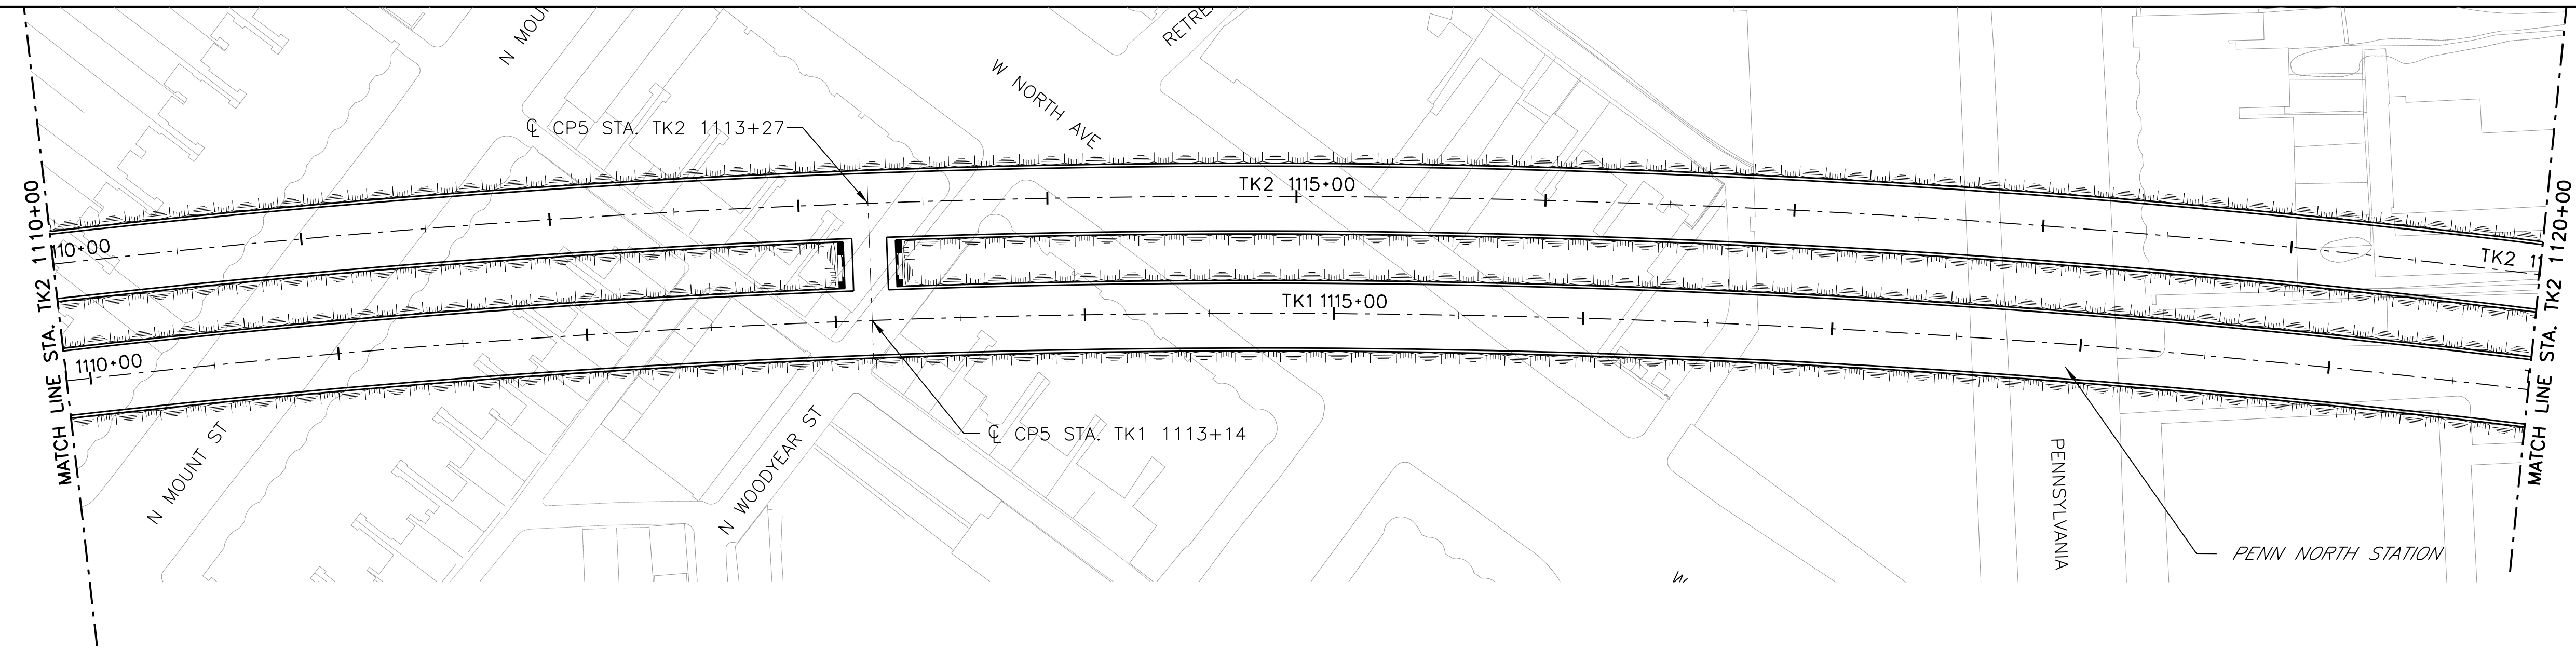 N MOU
RETRE
W NORTH AVE
℄ CP5 STA. TK2 1113+27
TK2 1115+00
MATCH LINE STA. TK2 1110+00
10+00
TK2 1
MATCH LINE STA. TK2 1120+00
TK1 1115+00
1110+00
℄ CP5 STA. TK1 1113+14
N MOUNT ST
N WOODYEAR ST
PENNSYLVANIA
PENN NORTH STATION
W